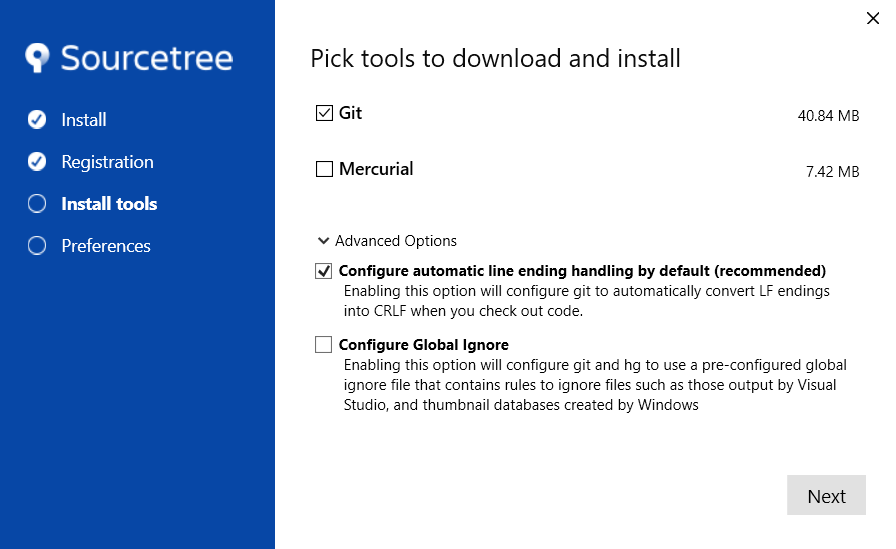 Sourcetree
Install
Registration
Install tools
Preferences
Pick tools to download and install
Git 40.84 MB
Mercurial 7.42 MB
Advanced Options
Configure automatic line ending handling by default (recommended)
Enabling this option will configure git to automatically convert LF endings
into CRLF when you check out code.
Configure Global Ignore
Enabling this option will configure git and hg to use a pre-configured global
ignore file that contains rules to ignore files such as those output by Visual
Studio, and thumbnail databases created by Windows
Next